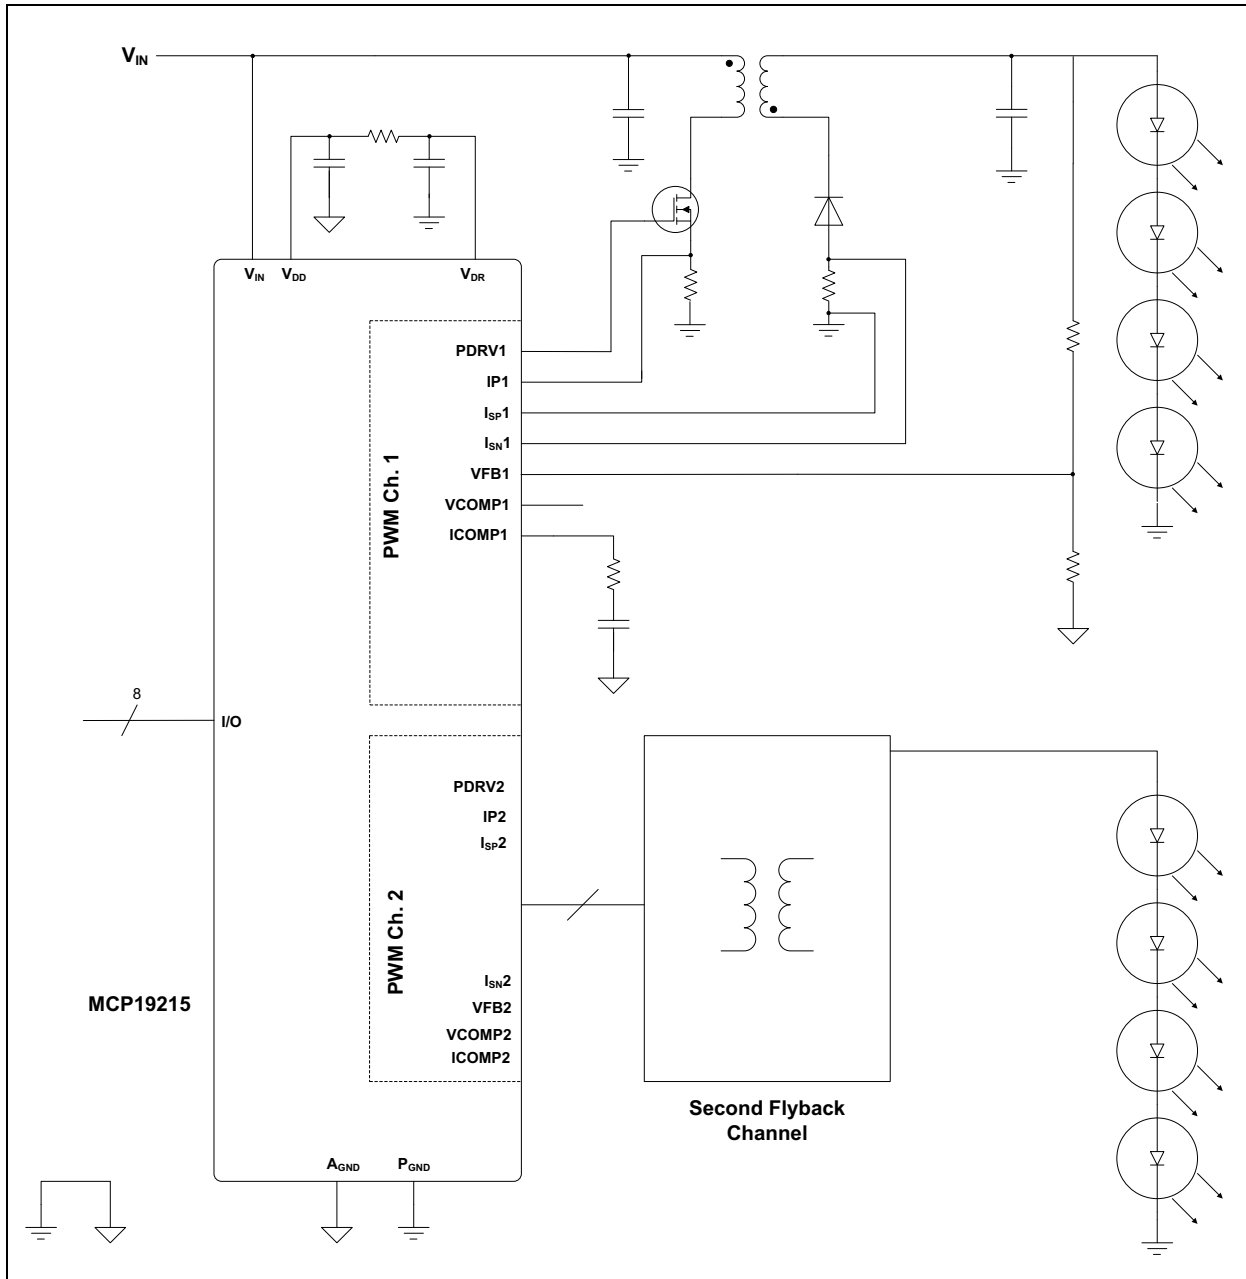 VIN
VIN
VDD
VDR
PDRV1
IP1
ISP1
ISN1
VFB1
VCOMP1
ICOMP1
PWM Ch. 1
8
I/O
PDRV2
IP2
ISP2
PWM Ch. 2
ISN2
VFB2
VCOMP2
ICOMP2
MCP19215
Second Flyback
Channel
AGND
PGND